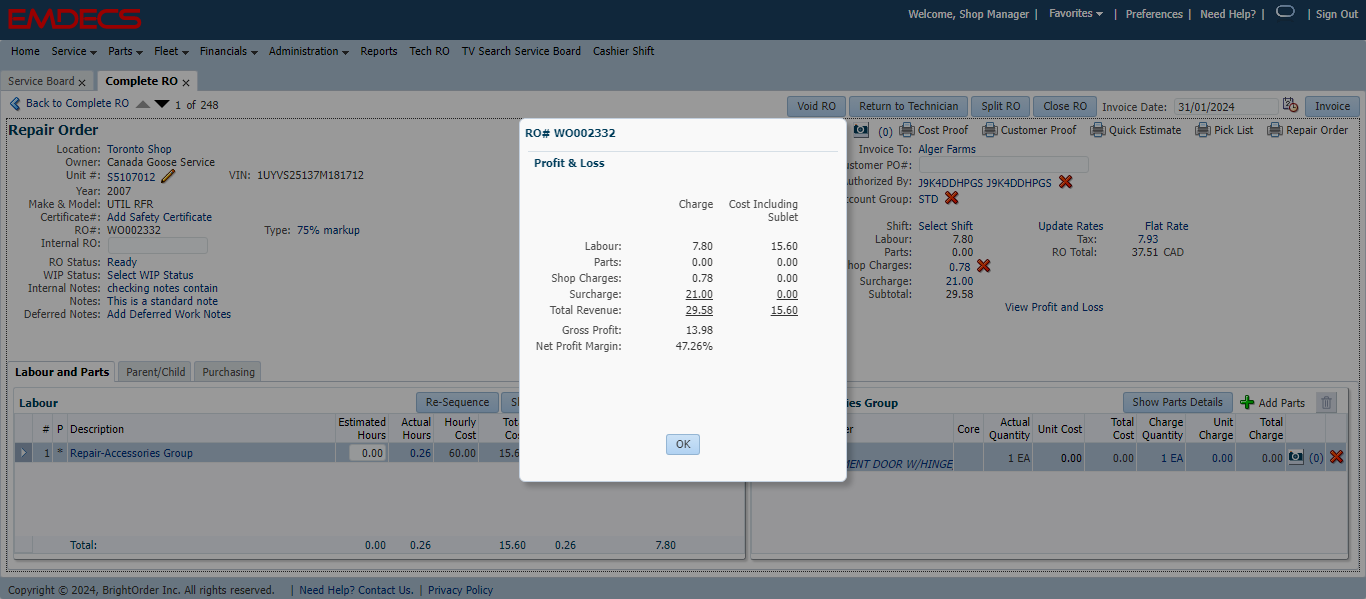 EMDECS
Welcome, Shop Manager | Favorites | Preferences | Need Help? | | Sign Out
Home Service Parts Fleet Financials Administration Reports Tech RO TV Search Service Board Cashier Shift
Service Board x Complete RO x
Back to Complete RO 1 of 248 Void RO Return to Technician Split RO Close RO Invoice Date: 31/01/2024 Invoice
Repair Order (0) Cost Proof Customer Proof Quick Estimate Pick List Repair Order
Location: Toronto Shop
Owner: Canada Goose Service
Unit #: S5107012 VIN: 1UYVS25137M181712
Year: 2007
Make & Model: UTIL RFR
Certificate#: Add Safety Certificate
RO#: WO002332 Type: 75% markup
Internal RO:
RO Status: Ready
WIP Status: Select WIP Status
Internal Notes: checking notes contain
Notes: This is a standard note
Deferred Notes: Add Deferred Work Notes
Invoice To: Alger Farms
ustomer PO#:
uthorized By: J9K4DDHPGS J9K4DDHPGS
count Group: STD
Shift: Select Shift Update Rates Flat Rate
Labour: 7.80 Tax: 7.93
Parts: 0.00 RO Total: 37.51 CAD
hop Charges: 0.78
Surcharge: 21.00
Subtotal: 29.58
View Profit and Loss
RO# WO002332
Profit & Loss
Charge Cost Including
Sublet
Labour: 7.80 15.60
Parts: 0.00 0.00
Shop Charges: 0.78 0.00
Surcharge: 21.00 0.00
Total Revenue: 29.58 15.60
Gross Profit: 13.98
Net Profit Margin: 47.26%
OK
Labour and Parts Parent/Child Purchasing
Labour Re-Sequence
# P Description Estimated Hours Actual Hours Hourly Cost
1 * Repair-Accessories Group 0.00 0.26 60.00 15.6
Total: 0.00 0.26 15.60 0.26 7.80
ies Group Show Parts Details Add Parts
er Core Actual Quantity Unit Cost Total Cost Charge Quantity Unit Charge Total Charge
1 EA 0.00 0.00 1 EA 0.00 0.00 (0)
MENT DOOR W/HINGE
Copyright © 2024, BrightOrder Inc. All rights reserved. | Need Help? Contact Us. | Privacy Policy